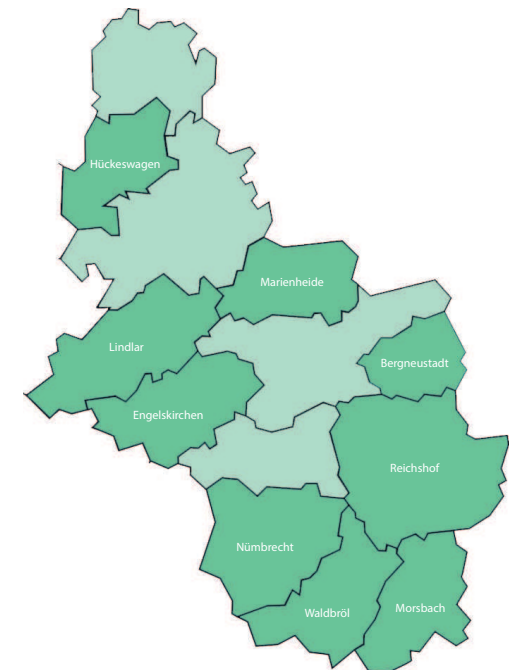 Hückeswagen
Marienheide
Lindlar
Bergneustadt
Engelskirchen
Reichshof
Nümbrecht
Waldbröl
Morsbach